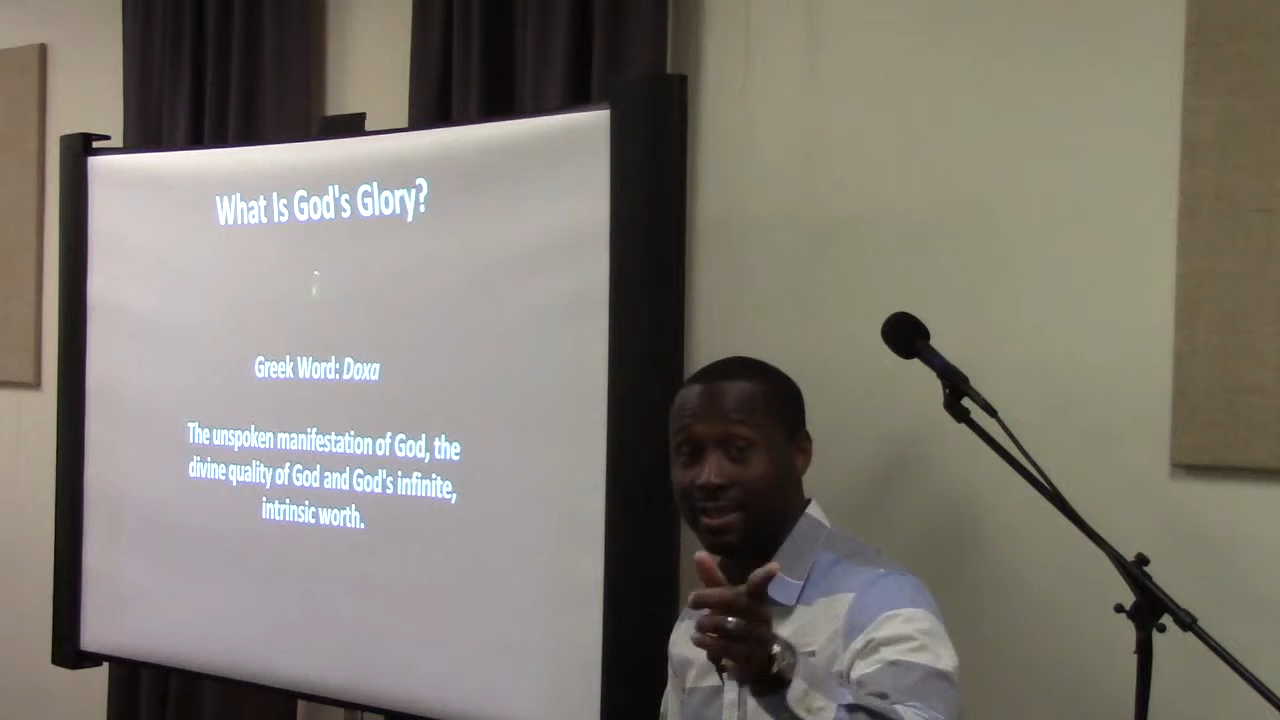 What Is God's Glory?
Greek Word: Doxa
The unspoken manifestation of God, the
divine quality of God and God's infinite,
intrinsic worth.